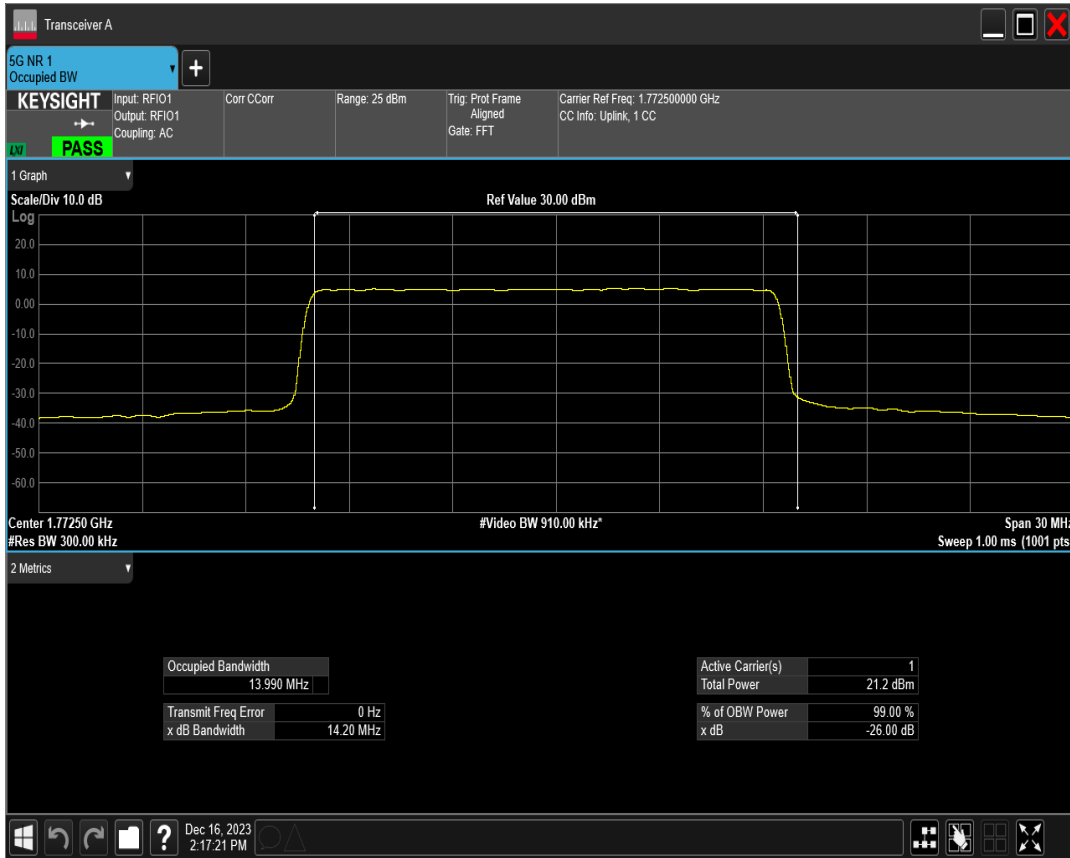 Transceiver A
5G NR 1
Occupied BW
KEYSIGHT
LXI
PASS
Input: RFIO1
Output: RFIO1
Coupling: AC
Corr CCorr
Range: 25 dBm
Trig: Prot Frame
Aligned
Gate: FFT
Carrier Ref Freq: 1.772500000 GHz
CC Info: Uplink, 1 CC
1 Graph
Scale/Div 10.0 dB
Ref Value 30.00 dBm
Log
20.0
10.0
0.00
-10.0
-20.0
-30.0
-40.0
-50.0
-60.0
Center 1.77250 GHz
#Video BW 910.00 kHz*
Span 30 MHz
#Res BW 300.00 kHz
Sweep 1.00 ms (1001 pts
2 Metrics
Occupied Bandwidth
13.990 MHz
Transmit Freq Error 0 Hz
x dB Bandwidth 14.20 MHz
Active Carrier(s) 1
Total Power 21.2 dBm
% of OBW Power 99.00 %
x dB -26.00 dB
?
Dec 16, 2023
2:17:21 PM